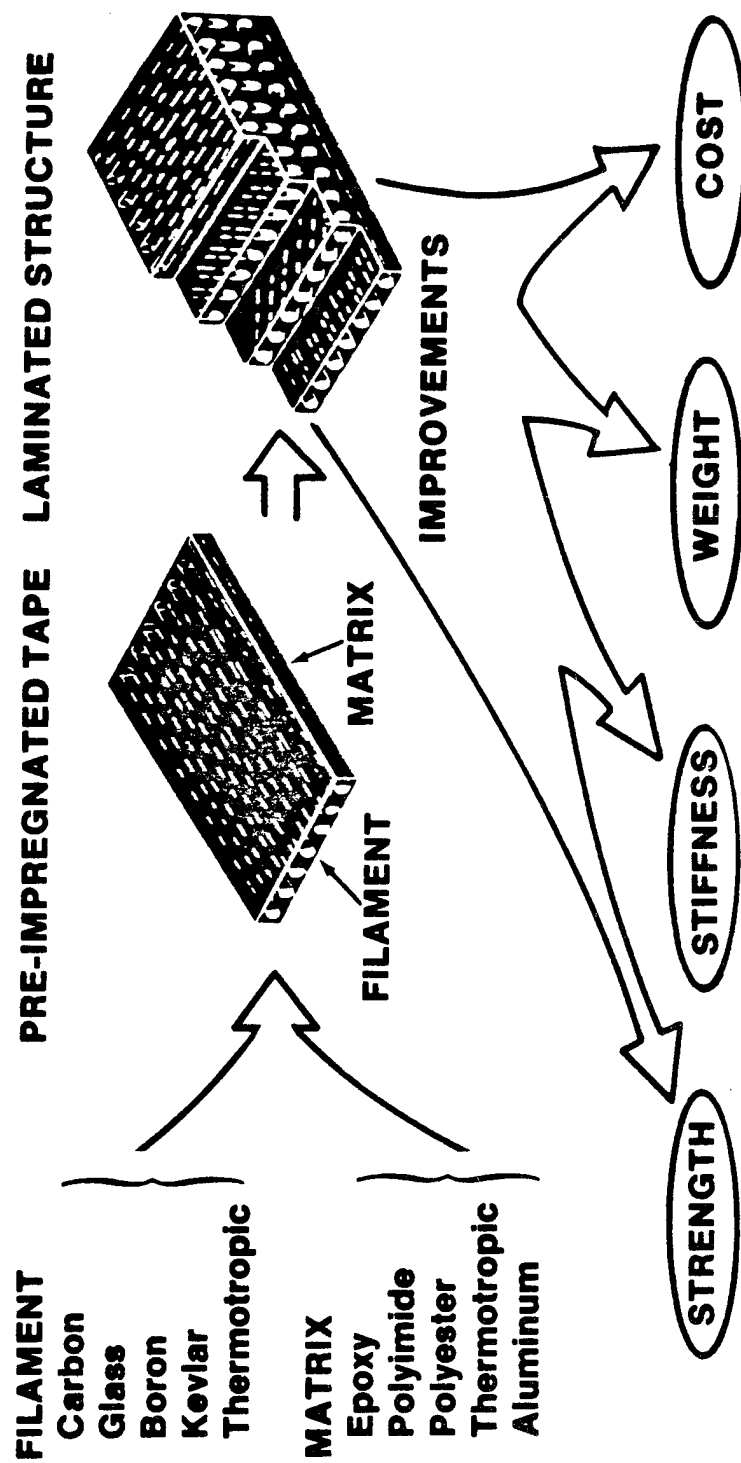 FILAMENT
Carbon
Glass
Boron
Kevlar
Thermotropic
MATRIX
Epoxy
Polyimide
Polyester
Thermotropic
Aluminum
PRE-IMPREGNATED TAPE
FILAMENT
MATRIX
LAMINATED STRUCTURE
IMPROVEMENTS
STRENGTH
STIFFNESS
WEIGHT
COST